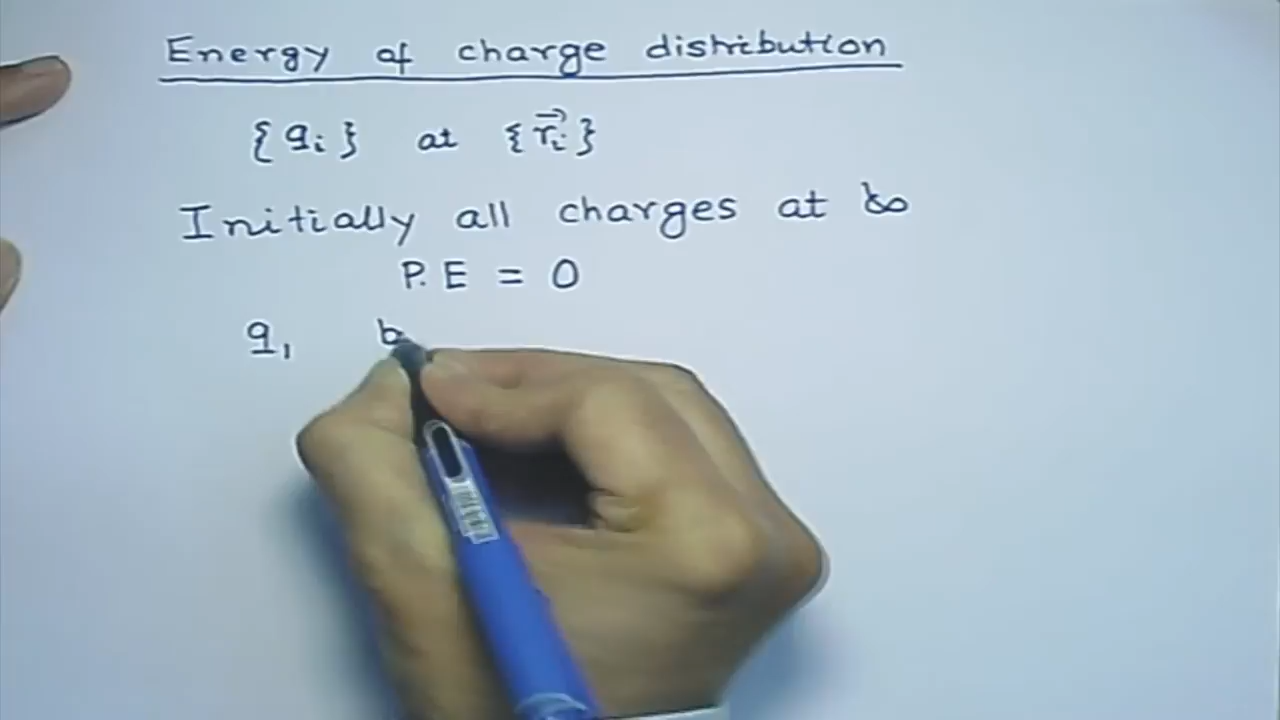 Energy of charge distribution
{qᵢ} at {r⃗ᵢ}
Initially all charges at ∞
P.E = 0
q₁ b